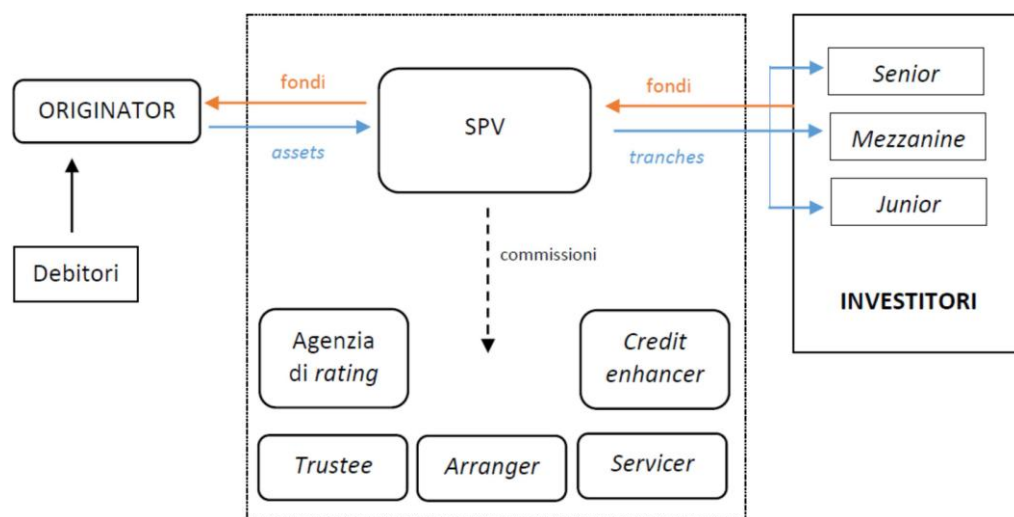 ORIGINATOR
fondi
assets
Debitori
SPV
commissioni
Agenzia
di rating
Credit
enhancer
Trustee
Arranger
Servicer
fondi
tranches
Senior
Mezzanine
Junior
INVESTITORI